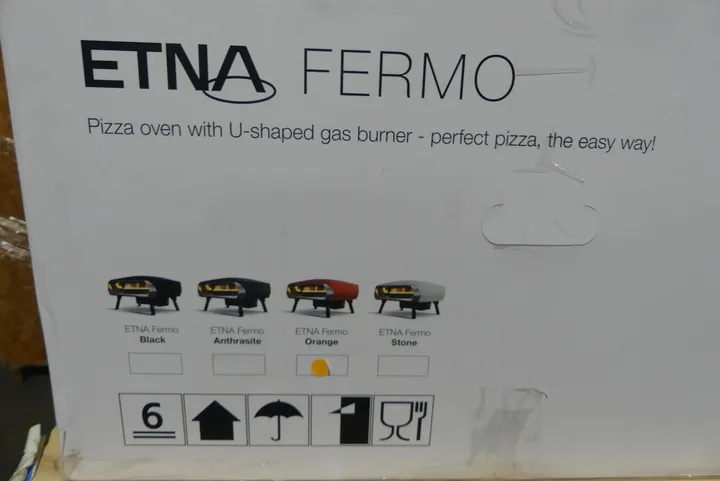 ETNA FERMO
Pizza oven with U-shaped gas burner - perfect pizza, the easy way!
ETNA Fermo ETNA Fermo ETNA Fermo ETNA Fermo
Black Anthrasite Orange Stone
6